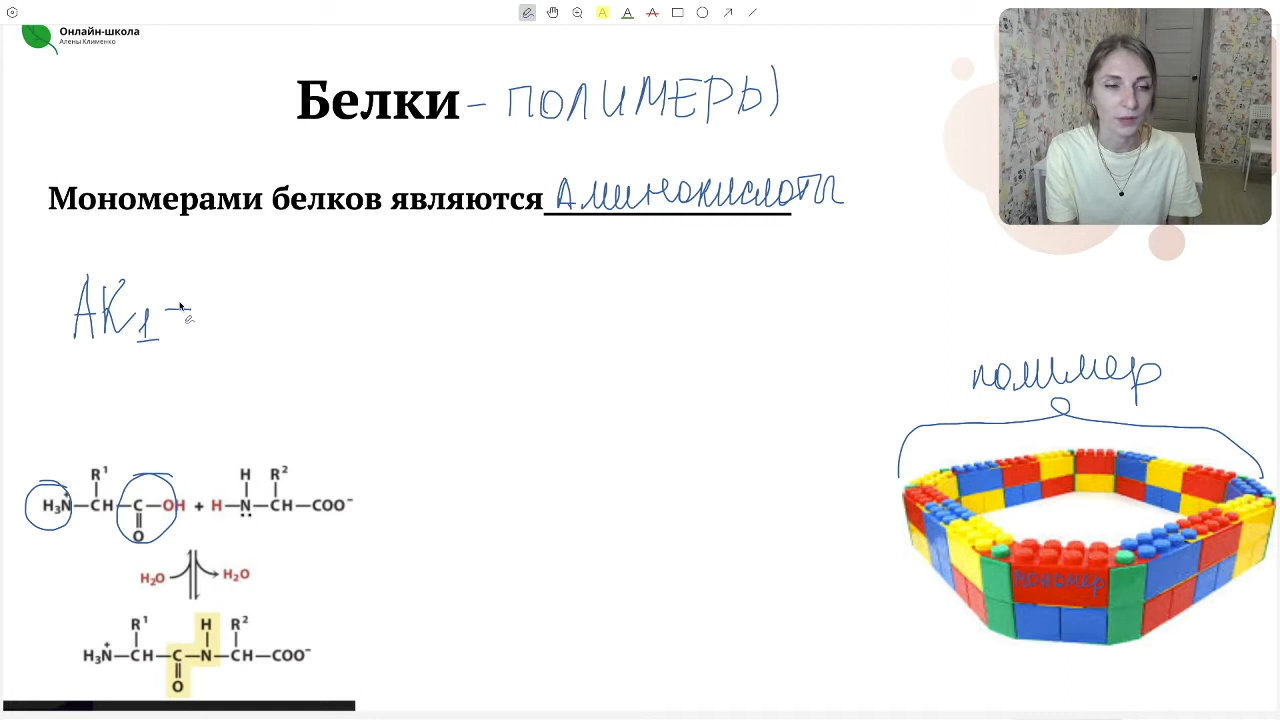 Онлайн-школа
Алены Клименко
Белки - ПОЛИМЕРЫ
Мономерами белков являются Аминокислоты
АК1 -
полимер
мономер
R¹ H R²
H₃N⁺—CH—C—OH + H—N—CH—COO⁻
O
H₂O H₂O
R¹ H R²
H₃N⁺—CH—C—N—CH—COO⁻
O